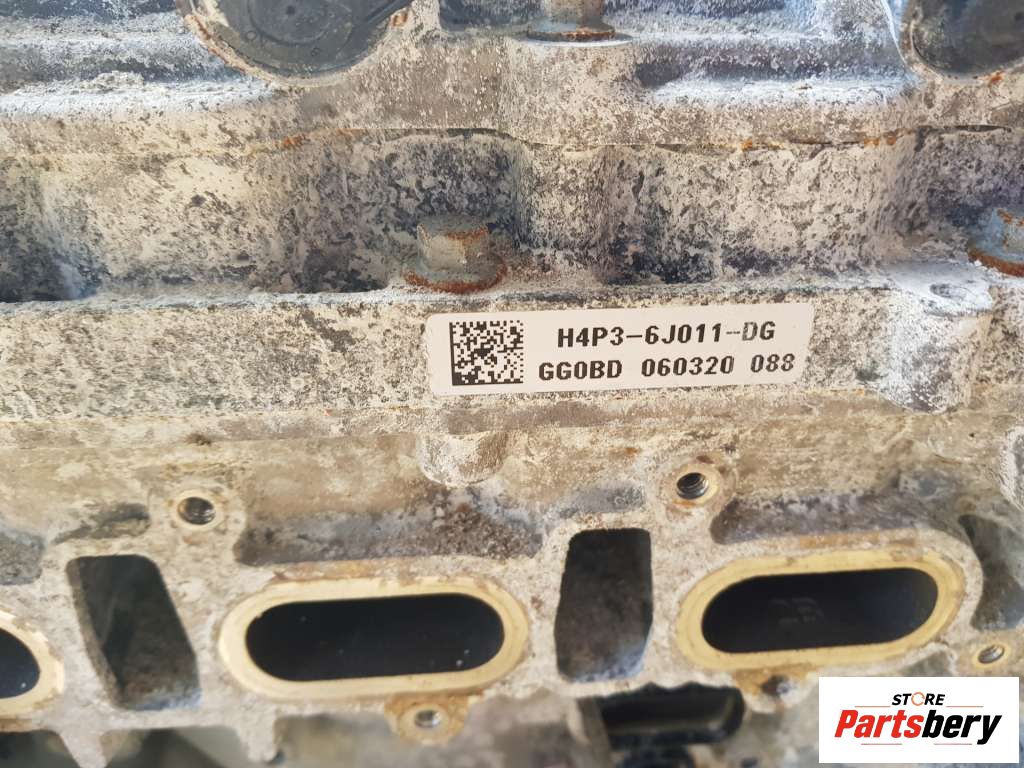 H4P3-6J011-DG
GG0BD 060320 088
STORE
Partsbery